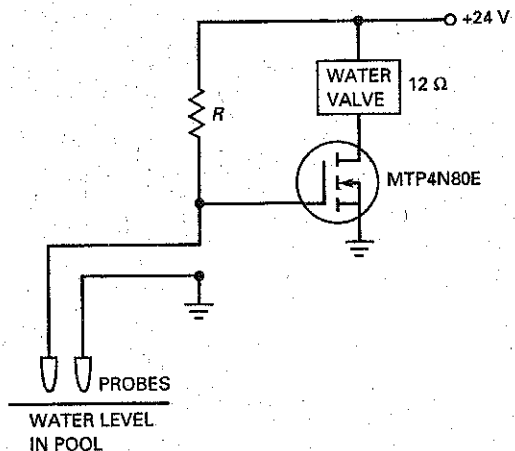 +24 V
WATER
VALVE
12 Ω
R
MTP4N80E
PROBES
WATER LEVEL
IN POOL